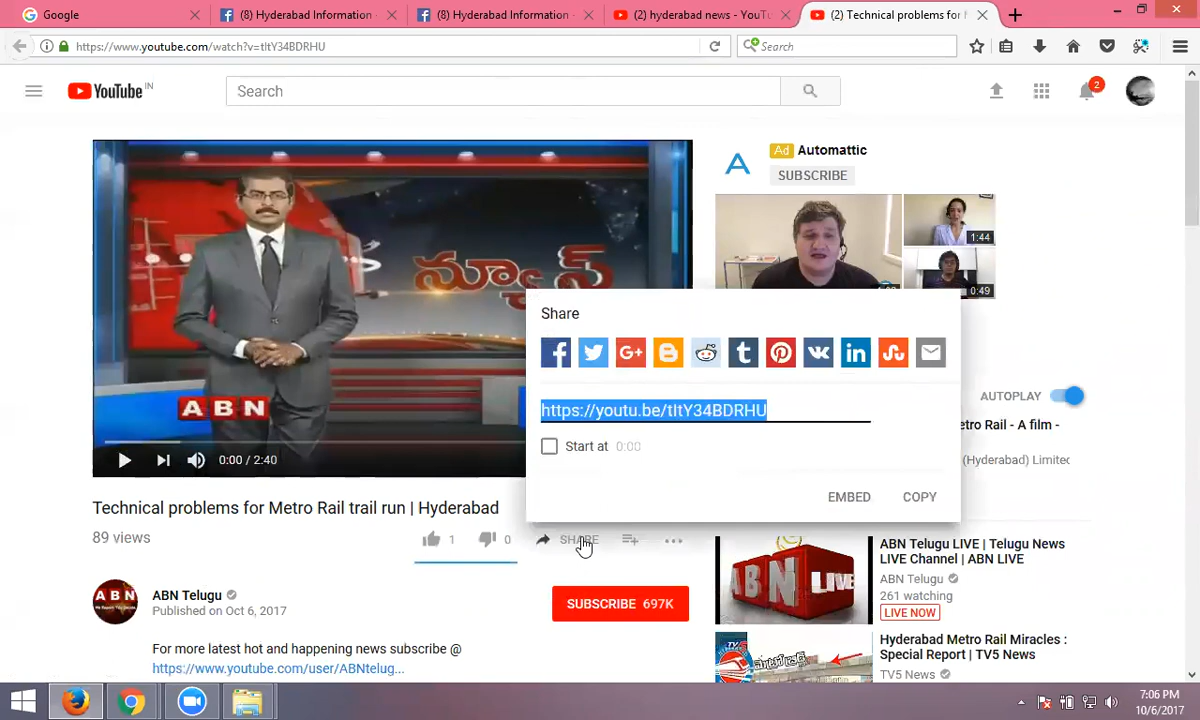 Google
(8) Hyderabad Information
(8) Hyderabad Information
(2) hyderabad news - YouTu
(2) Technical problems for M
https://www.youtube.com/watch?v=tItY34BDRHU
Search
YouTube IN
Search
2
Ad Automattic
SUBSCRIBE
1:44
0:49
న్యూస్
ABN
0:00 / 2:40
Share
https://youtu.be/tItY34BDRHU
Start at 0:00
EMBED COPY
AUTOPLAY
etro Rail - A film -
(Hyderabad) Limited
Technical problems for Metro Rail trail run | Hyderabad
89 views
1 0 SHARE
ABN Telugu
Published on Oct 6, 2017
SUBSCRIBE 697K
For more latest hot and happening news subscribe @
https://www.youtube.com/user/ABNtelug...
ABN LIVE
ABN Telugu LIVE | Telugu News
LIVE Channel | ABN LIVE
ABN Telugu
261 watching
LIVE NOW
Hyderabad Metro Rail Miracles :
Special Report | TV5 News
TV5 News
7:06 PM
10/6/2017